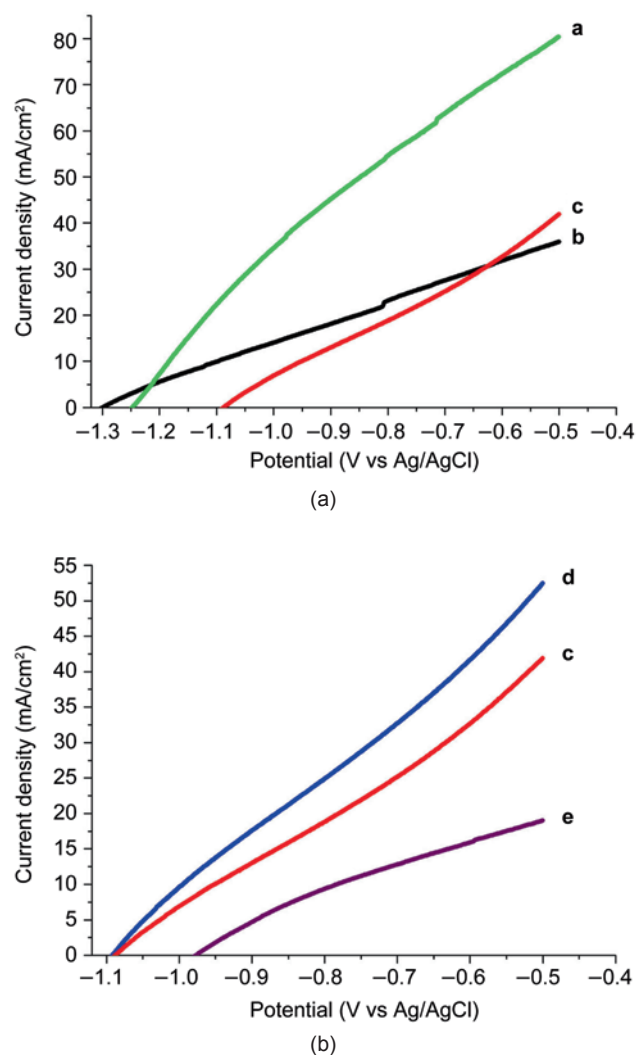 80
70
60
50
40
30
20
10
0
Current density (mA/cm²)
a
c
b
–1.3 –1.2 –1.1 –1.0 –0.9 –0.8 –0.7 –0.6 –0.5 –0.4
Potential (V vs Ag/AgCl)
(a)
55
50
45
40
35
30
25
20
15
10
5
0
Current density (mA/cm²)
d
c
e
–1.1 –1.0 –0.9 –0.8 –0.7 –0.6 –0.5 –0.4
Potential (V vs Ag/AgCl)
(b)